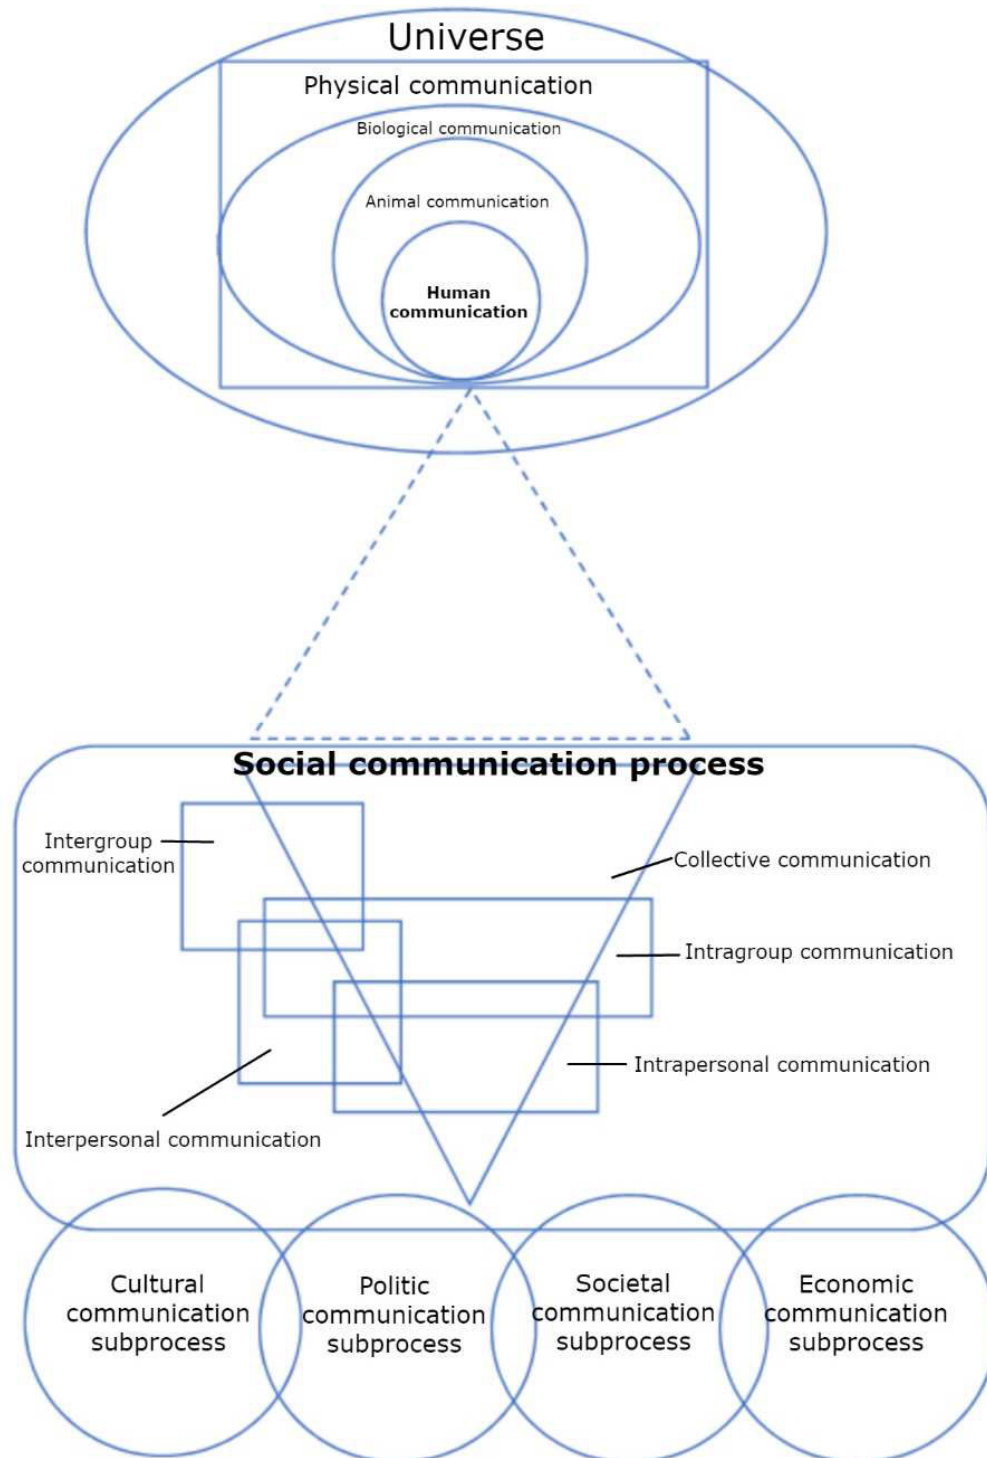 Universe
Physical communication
Biological communication
Animal communication
Human
communication
Social communication process
Intergroup
communication
Collective communication
Intragroup communication
Intrapersonal communication
Interpersonal communication
Cultural
communication
subprocess
Politic
communication
subprocess
Societal
communication
subprocess
Economic
communication
subprocess